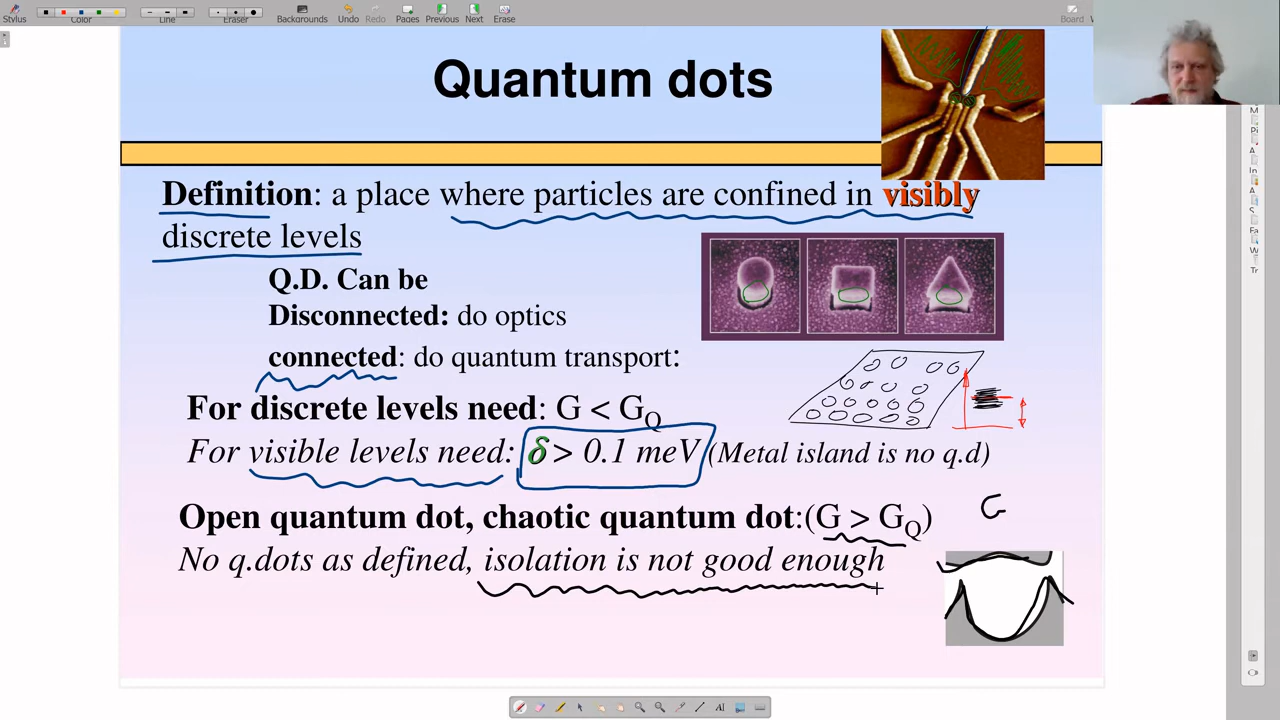 Stylus
Color
Line
Eraser
Backgrounds
Undo
Redo
Pages
Previous
Next
Erase
Board
Quantum dots
Definition: a place where particles are confined in visibly
discrete levels
Q.D. Can be
Disconnected: do optics
connected: do quantum transport:
For discrete levels need: G < G_Q
For visible levels need: δ > 0.1 meV (Metal island is no q.d)
Open quantum dot, chaotic quantum dot:(G > G_Q)
G
No q.dots as defined, isolation is not good enough